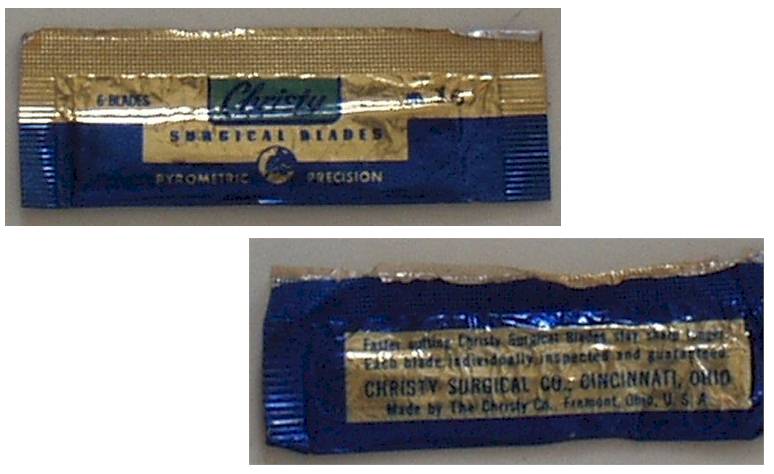 6 BLADES
Christy
15
SURGICAL BLADES
PYROMETRIC PRECISION
Faster cutting Christy Surgical Blades stay sharp longer.
Each blade individually inspected and guaranteed.
CHRISTY SURGICAL CO., CINCINNATI, OHIO
Made by The Christy Co., Fremont, Ohio, U. S. A.